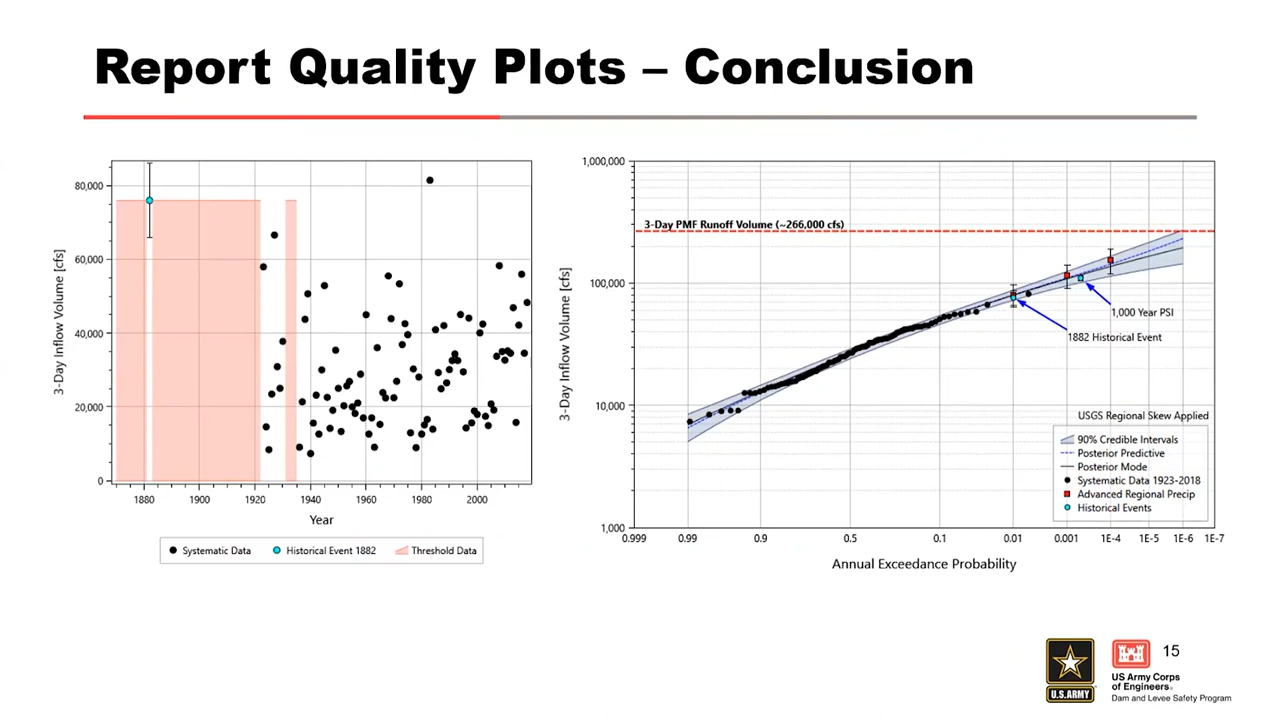 Report Quality Plots – Conclusion
3-Day Inflow Volume [cfs]
80,000
60,000
40,000
20,000
0
1880
1900
1920
1940
1960
1980
2000
Year
Systematic Data
Historical Event 1882
Threshold Data
3-Day Inflow Volume [cfs]
1,000,000
100,000
10,000
1,000
3-Day PMF Runoff Volume (~266,000 cfs)
1,000 Year PSI
1882 Historical Event
USGS Regional Skew Applied
90% Credible Intervals
Posterior Predictive
Posterior Mode
Systematic Data 1923-2018
Advanced Regional Precip
Historical Events
0.999
0.99
0.9
0.5
0.1
0.01
0.001
1E-4
1E-5
1E-6
1E-7
Annual Exceedance Probability
U.S.ARMY
15
US Army Corps
of Engineers®
Dam and Levee Safety Program